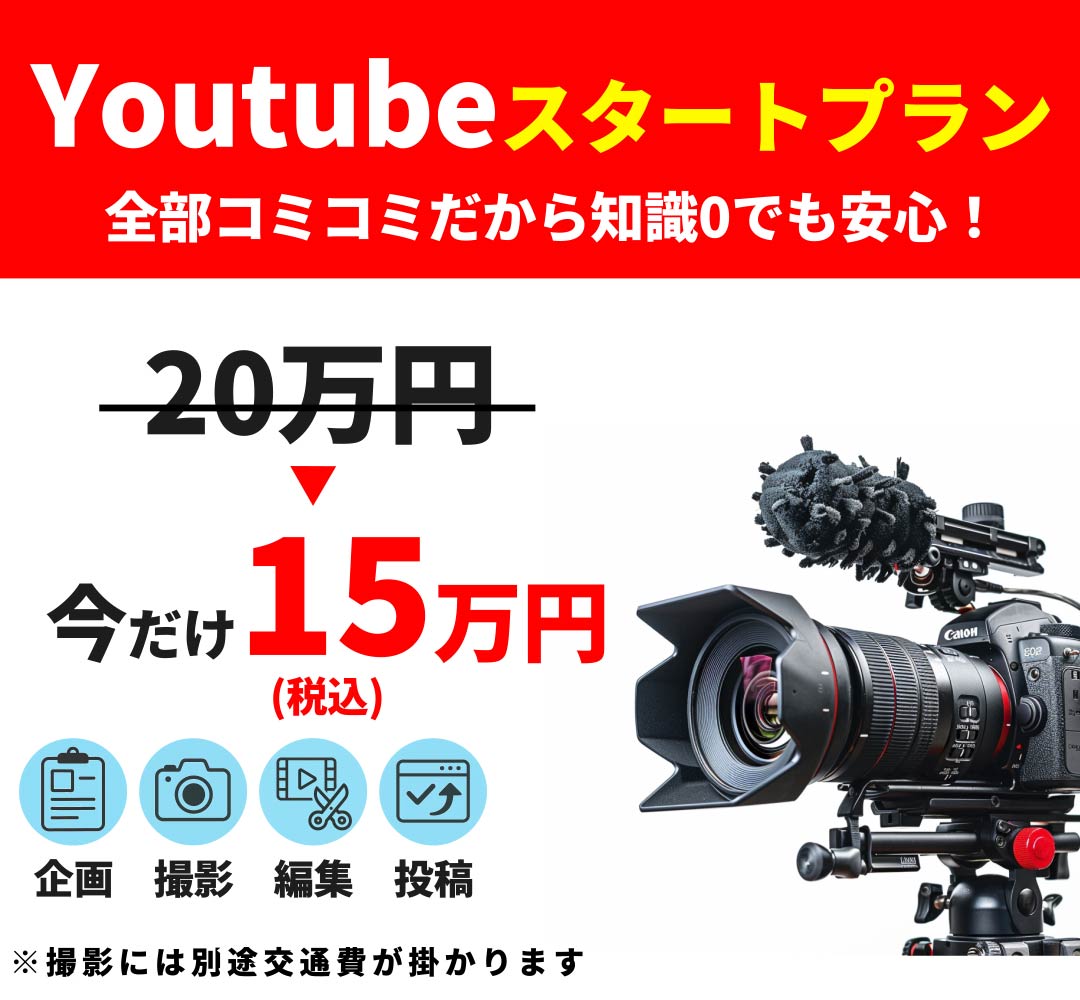 Youtubeスタートプラン
全部コミコミだから知識0でも安心！
20万円
今だけ15万円
(税込)
企画 撮影 編集 投稿
※撮影には別途交通費が掛かります